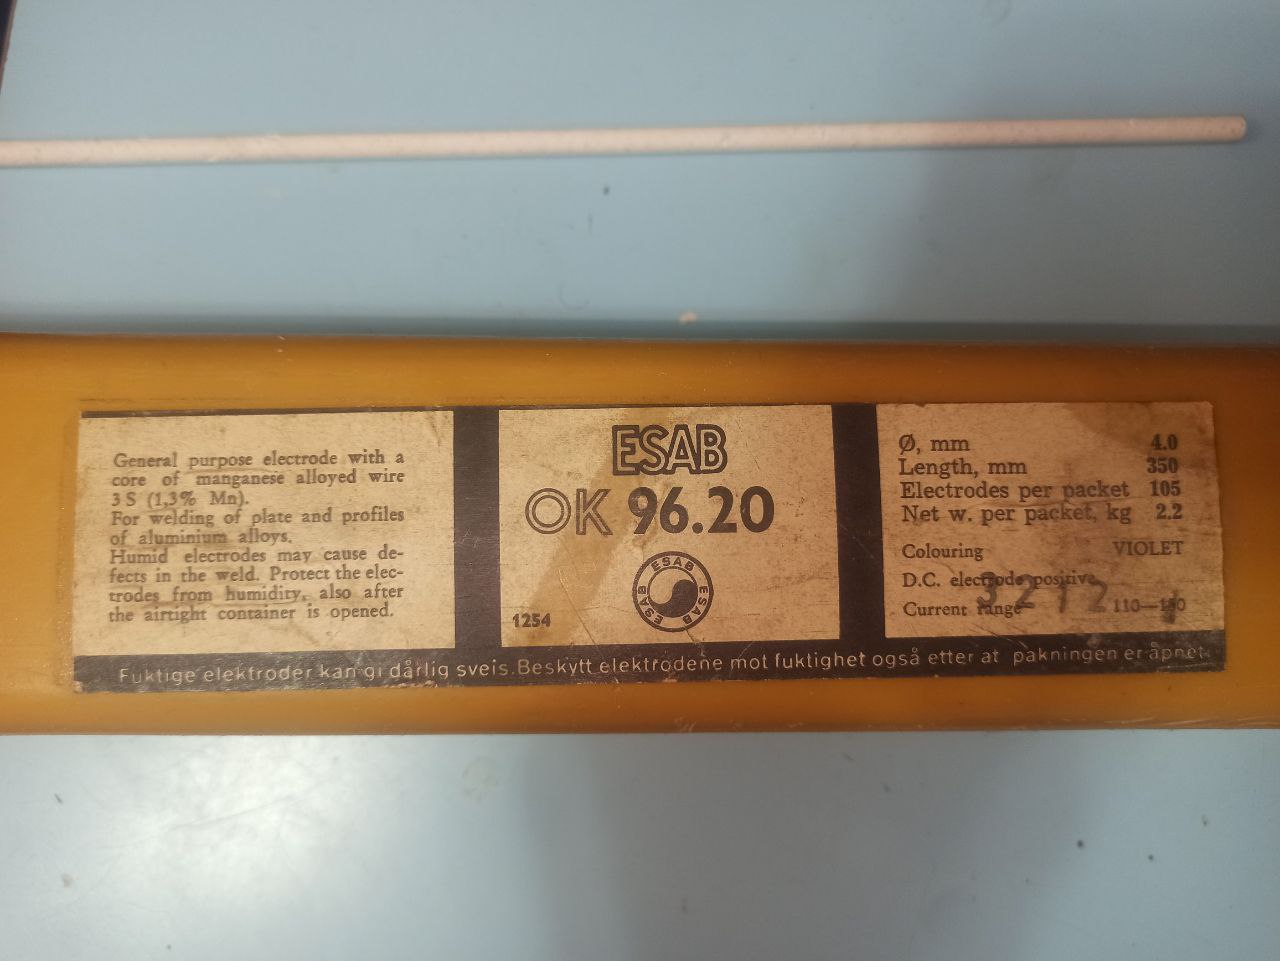 General purpose electrode with a
core of manganese alloyed wire
3 S (1,3% Mn).
For welding of plate and profiles
of aluminium alloys.
Humid electrodes may cause de-
fects in the weld. Protect the elec-
trodes from humidity, also after
the airtight container is opened.
ESAB
OK 96.20
ESAB ESAB ESAB
1254
Ø, mm 4.0
Length, mm 350
Electrodes per packet 105
Net w. per packet, kg 2.2
Colouring VIOLET
D.C. electrode positive
Current range 110—
Fuktige elektroder kan gi dårlig sveis. Beskytt elektrodene mot fuktighet også etter at pakningen er åpnet.